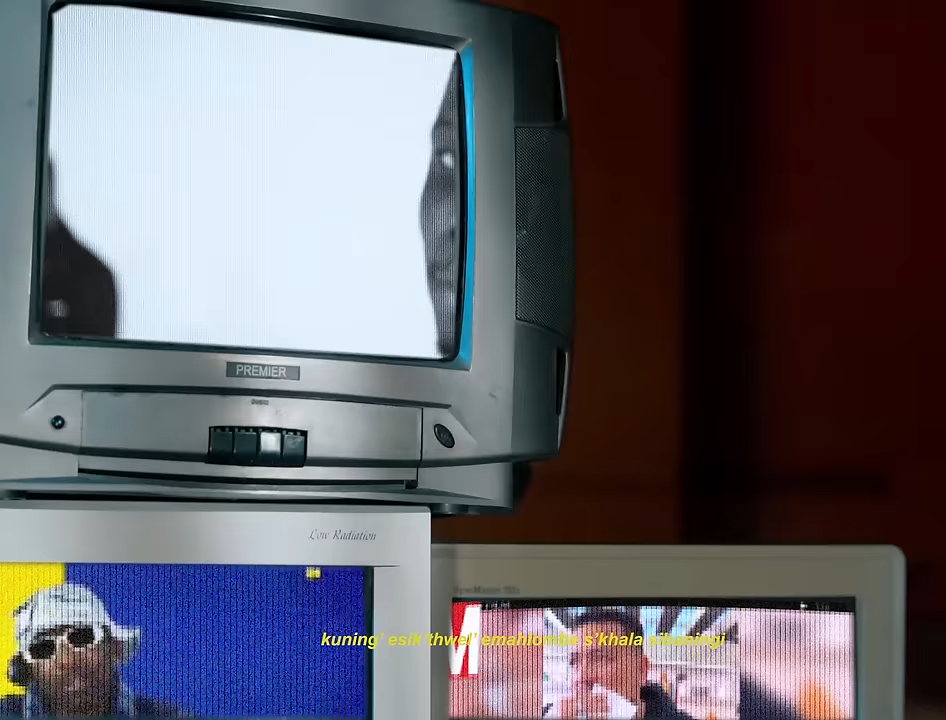 PREMIER
Low Radiation
kuning' esik'thwel' emahlombe s'khala sibaningi